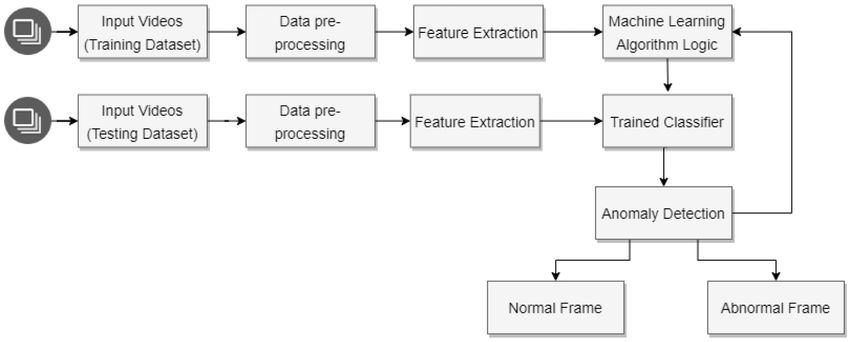 Input Videos
(Training Dataset)
Data pre-
processing
Feature Extraction
Machine Learning
Algorithm Logic
Input Videos
(Testing Dataset)
Data pre-
processing
Feature Extraction
Trained Classifier
Anomaly Detection
Normal Frame
Abnormal Frame